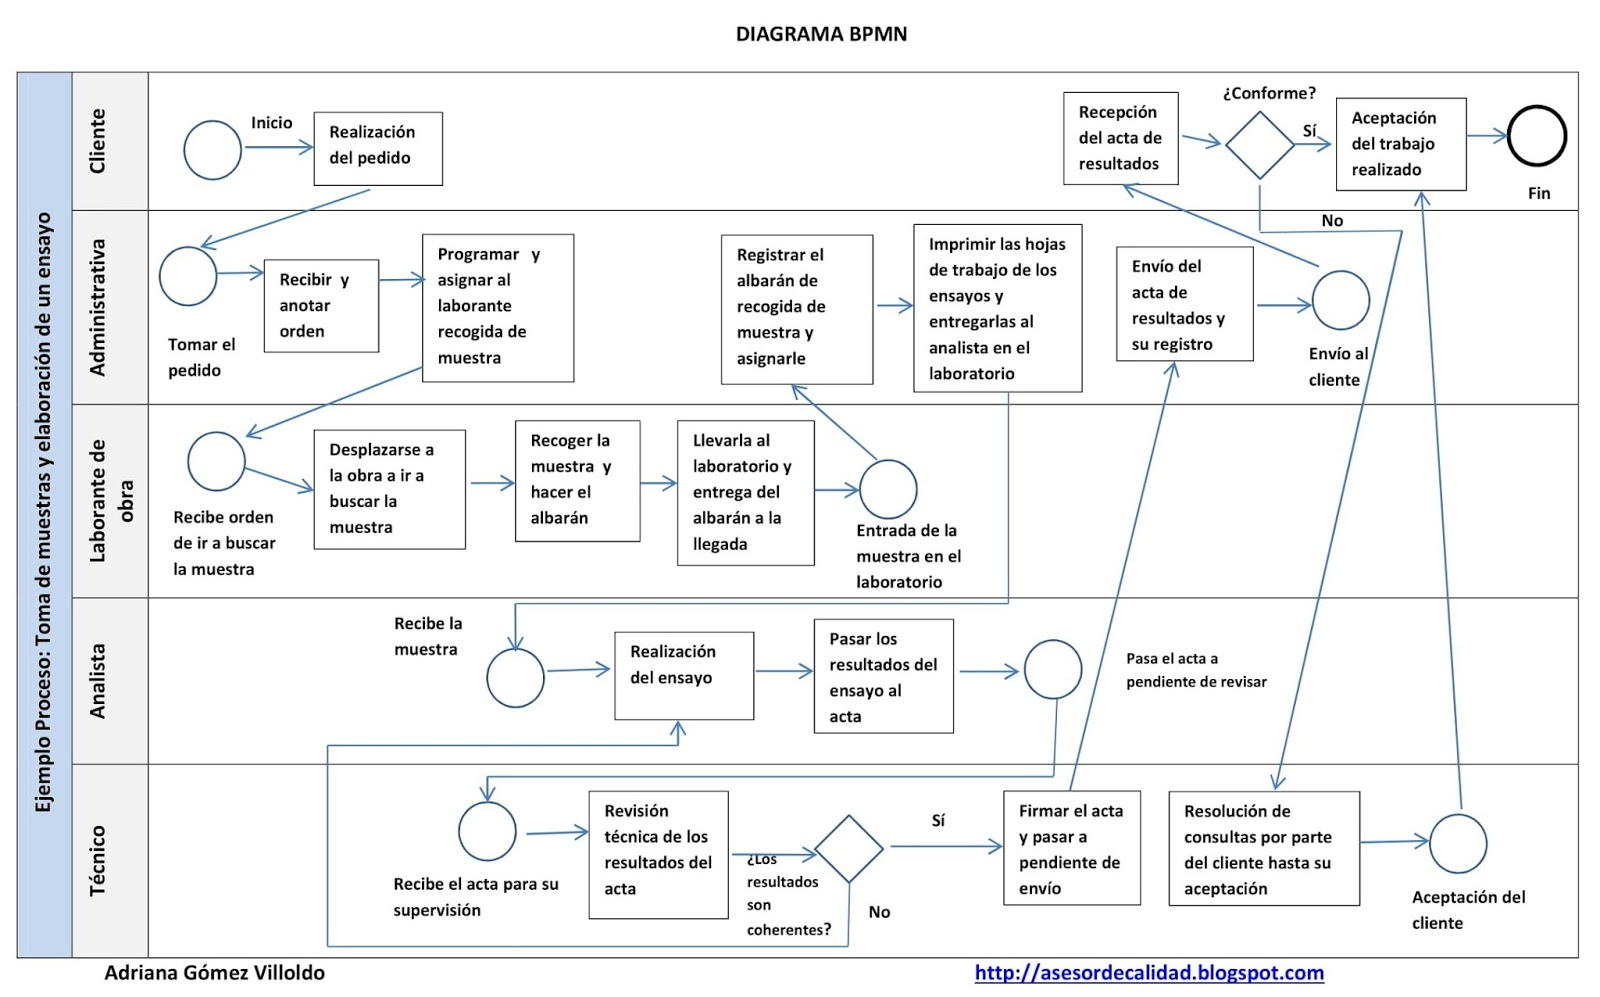 DIAGRAMA BPMN
Ejemplo Proceso: Toma de muestras y elaboración de un ensayo
Cliente
Inicio
Realización
del pedido
Recepción
del acta de
resultados
¿Conforme?
Sí
No
Aceptación
del trabajo
realizado
Fin
Administrativa
Tomar el
pedido
Recibir y
anotar
orden
Programar y
asignar al
laborante
recogida de
muestra
Registrar el
albarán de
recogida de
muestra y
asignarle
Imprimir las hojas
de trabajo de los
ensayos y
entregarlas al
analista en el
laboratorio
Envío del
acta de
resultados y
su registro
Envío al
cliente
Laborante de
obra
Recibe orden
de ir a buscar
la muestra
Desplazarse a
la obra a ir a
buscar la
muestra
Recoger la
muestra y
hacer el
albarán
Llevarla al
laboratorio y
entrega del
albarán a la
llegada
Entrada de la
muestra en el
laboratorio
Analista
Recibe la
muestra
Realización
del ensayo
Pasar los
resultados del
ensayo al
acta
Pasa el acta a
pendiente de revisar
Técnico
Recibe el acta para su
supervisión
Revisión
técnica de los
resultados del
acta
¿Los
resultados
son
coherentes?
Sí
No
Firmar el acta
y pasar a
pendiente de
envío
Resolución de
consultas por parte
del cliente hasta su
aceptación
Aceptación del
cliente
Adriana Gómez Villoldo
http://asesordecalidad.blogspot.com